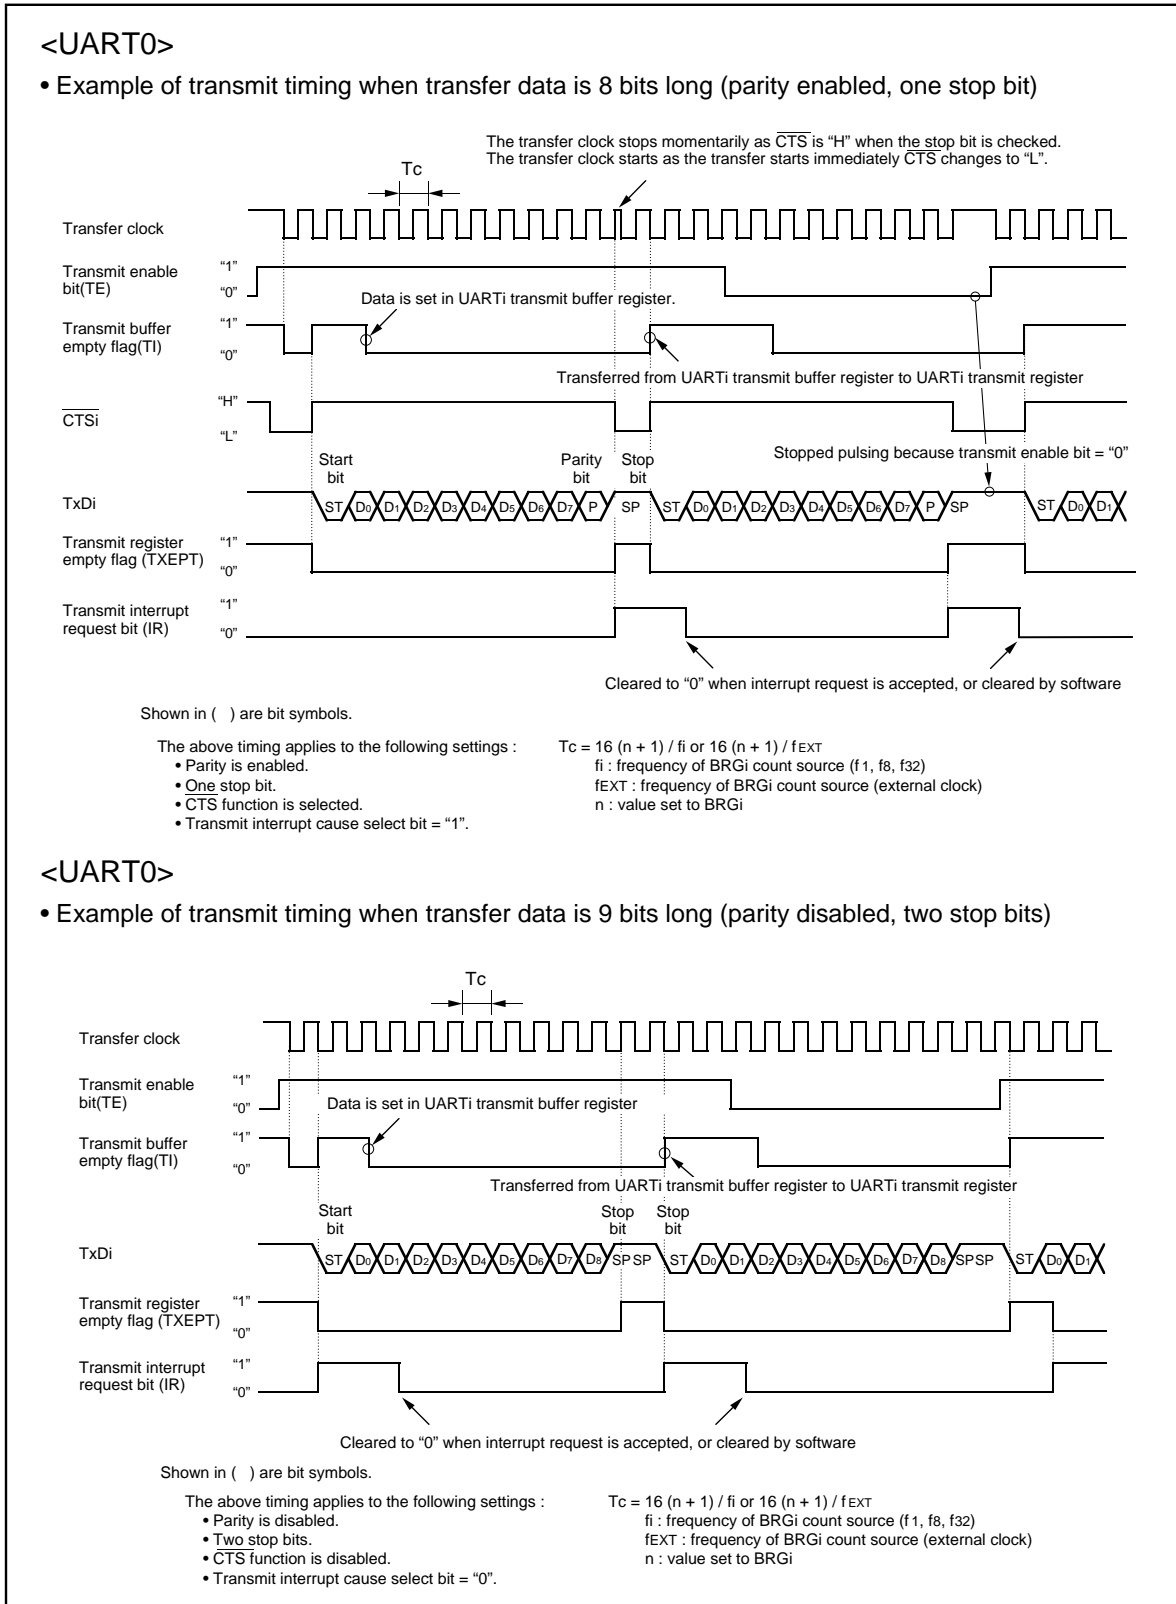 <UART0>
• Example of transmit timing when transfer data is 8 bits long (parity enabled, one stop bit)
The transfer clock stops momentarily as CTS is “H” when the stop bit is checked.
The transfer clock starts as the transfer starts immediately CTS changes to “L”.
Tc
Transfer clock
Transmit enable
bit(TE)
“1”
“0”
Data is set in UARTi transmit buffer register.
Transmit buffer
empty flag(TI)
“1”
“0”
Transferred from UARTi transmit buffer register to UARTi transmit register
CTSi
“H”
“L”
Stopped pulsing because transmit enable bit = “0”
Start
bit
Parity
bit
Stop
bit
TxDi
ST D0 D1 D2 D3 D4 D5 D6 D7 P SP ST D0 D1 D2 D3 D4 D5 D6 D7 P SP ST D0 D1
Transmit register
empty flag (TXEPT)
“1”
“0”
Transmit interrupt
request bit (IR)
“1”
“0”
Cleared to “0” when interrupt request is accepted, or cleared by software
Shown in ( ) are bit symbols.
The above timing applies to the following settings :
• Parity is enabled.
• One stop bit.
• CTS function is selected.
• Transmit interrupt cause select bit = “1”.
Tc = 16 (n + 1) / fi or 16 (n + 1) / fEXT
fi : frequency of BRGi count source (f1, f8, f32)
fEXT : frequency of BRGi count source (external clock)
n : value set to BRGi
<UART0>
• Example of transmit timing when transfer data is 9 bits long (parity disabled, two stop bits)
Tc
Transfer clock
Transmit enable
bit(TE)
“1”
“0”
Data is set in UARTi transmit buffer register
Transmit buffer
empty flag(TI)
“1”
“0”
Transferred from UARTi transmit buffer register to UARTi transmit register
Start
bit
Stop
bit
Stop
bit
TxDi
ST D0 D1 D2 D3 D4 D5 D6 D7 D8 SP SP ST D0 D1 D2 D3 D4 D5 D6 D7 D8 SPSP ST D0 D1
Transmit register
empty flag (TXEPT)
“1”
“0”
Transmit interrupt
request bit (IR)
“1”
“0”
Cleared to “0” when interrupt request is accepted, or cleared by software
Shown in ( ) are bit symbols.
The above timing applies to the following settings :
• Parity is disabled.
• Two stop bits.
• CTS function is disabled.
• Transmit interrupt cause select bit = “0”.
Tc = 16 (n + 1) / fi or 16 (n + 1) / fEXT
fi : frequency of BRGi count source (f1, f8, f32)
fEXT : frequency of BRGi count source (external clock)
n : value set to BRGi